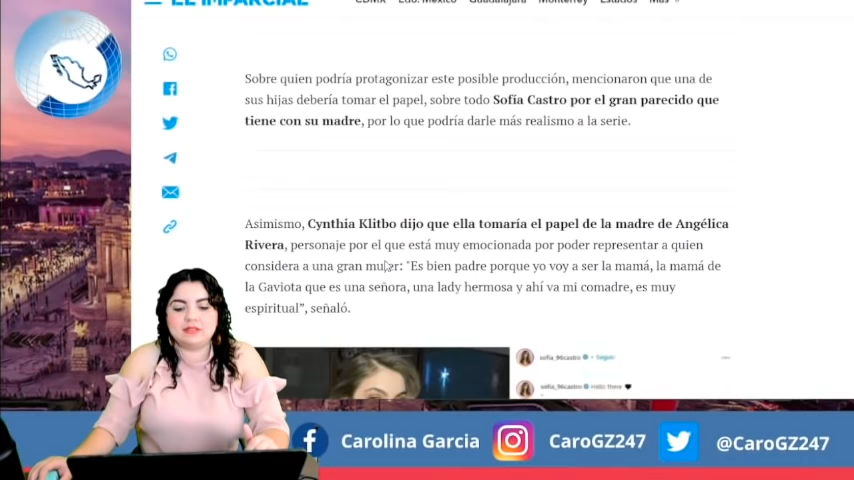 EL IMPARCIAL
CDMX Edo. México Guadalajara Monterrey Estados Más
Sobre quien podría protagonizar este posible producción, mencionaron que una de
sus hijas debería tomar el papel, sobre todo Sofía Castro por el gran parecido que
tiene con su madre, por lo que podría darle más realismo a la serie.
Asimismo, Cynthia Klitbo dijo que ella tomaría el papel de la madre de Angélica
Rivera, personaje por el que está muy emocionada por poder representar a quien
considera a una gran mujer: "Es bien padre porque yo voy a ser la mamá, la mamá de
la Gaviota que es una señora, una lady hermosa y ahí va mi comadre, es muy
espiritual”, señaló.
sofia_96castro • Seguir
sofia_96castro Hello there
Carolina Garcia CaroGZ247 @CaroGZ247